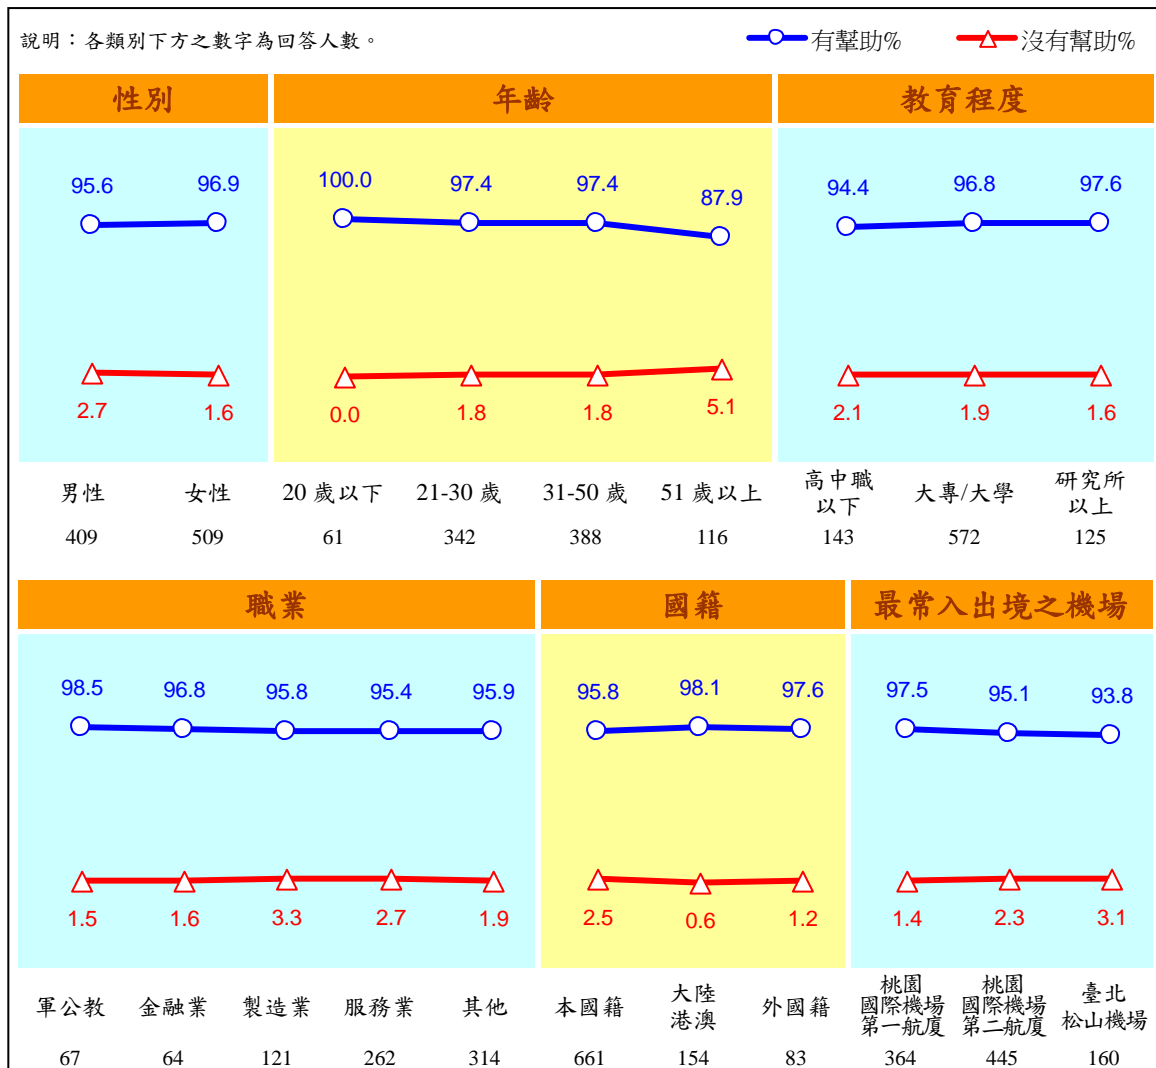 說明：各類別下方之數字為回答人數。
有鞤助%
沒有幫助%
性別 年齡 教育程度
95.6 96.9 100.0 97.4 97.4 87.9 94.4 96.8 97.6
2.7 1.6 0.0 1.8 1.8 5.1 2.1 1.9 1.6
男性 女性 20 歲以下 21-30 歲 31-50 歲 51 歲以上 高中職 大專/大學 研究所
以上
以下
409 509 61 342 388 116 143 572 125
職業 國籍 最常入出境之機場
98.5 96.8 95.8 95.4 95.9 95.8 98.1 97.6 97.5 95.1 93.8
1.5 1.6 3.3 2.7 1.9 2.5 0.6 1.2 1.4 2.3 3.1
軍公教 金融業 製造業 服務業 其他 本國籍 大陸
港澳
外國籍
桃園
國際機場
第一航廈
桃園
國際機場
第二航廈
臺北
松山機場
67 64 121 262 314 661 154 83 364 445 160